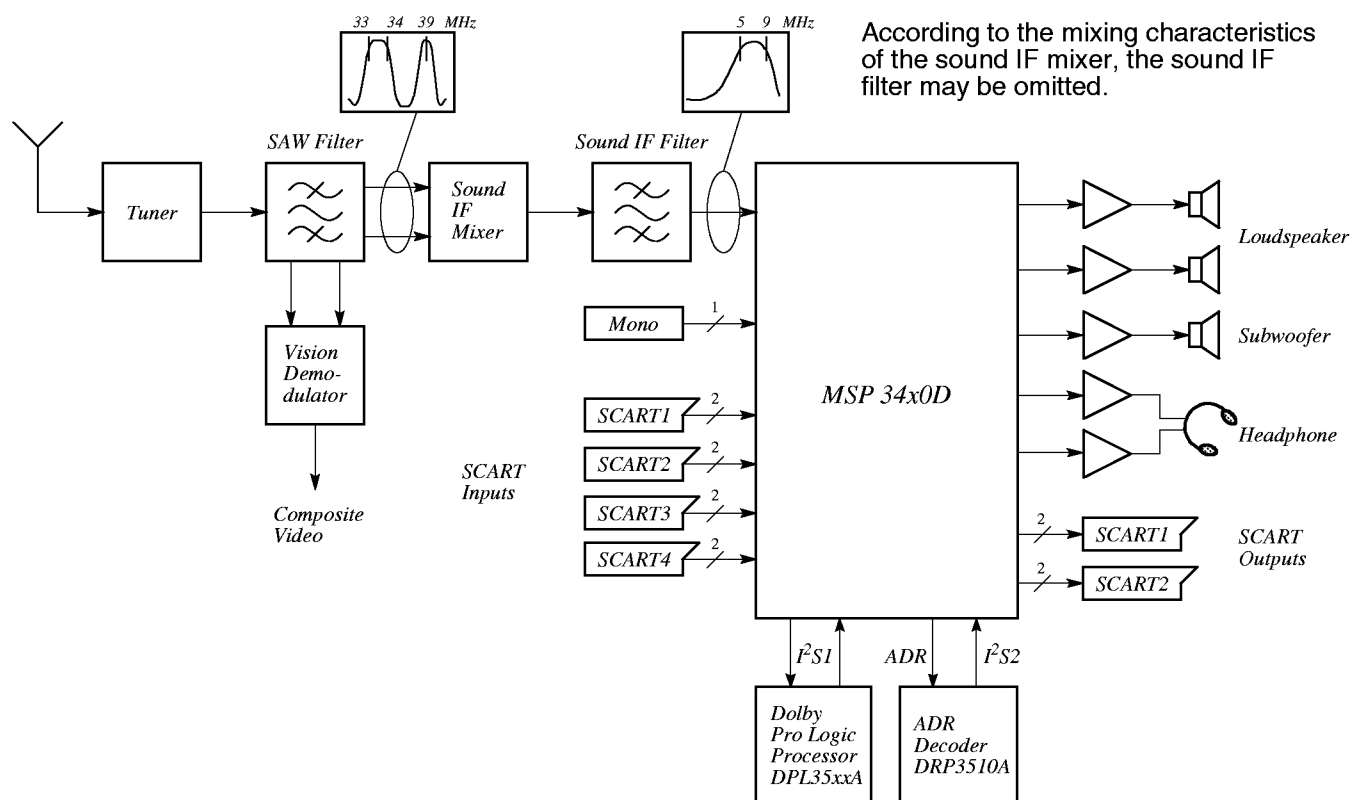 33 34 39 MHz
5 9 MHz
According to the mixing characteristics
of the sound IF mixer, the sound IF
filter may be omitted.
SAW Filter
Sound IF Filter
Tuner
Sound
IF
Mixer
Loudspeaker
Mono
1
Subwoofer
Vision
Demo-
dulator
MSP 34x0D
SCART1
2
Headphone
SCART
Inputs
SCART2
2
SCART3
2
SCART4
2
Composite
Video
2
SCART1
2
SCART2
SCART
Outputs
I²S1
ADR
I²S2
Dolby
Pro Logic
Processor
DPL35xxA
ADR
Decoder
DRP3510A